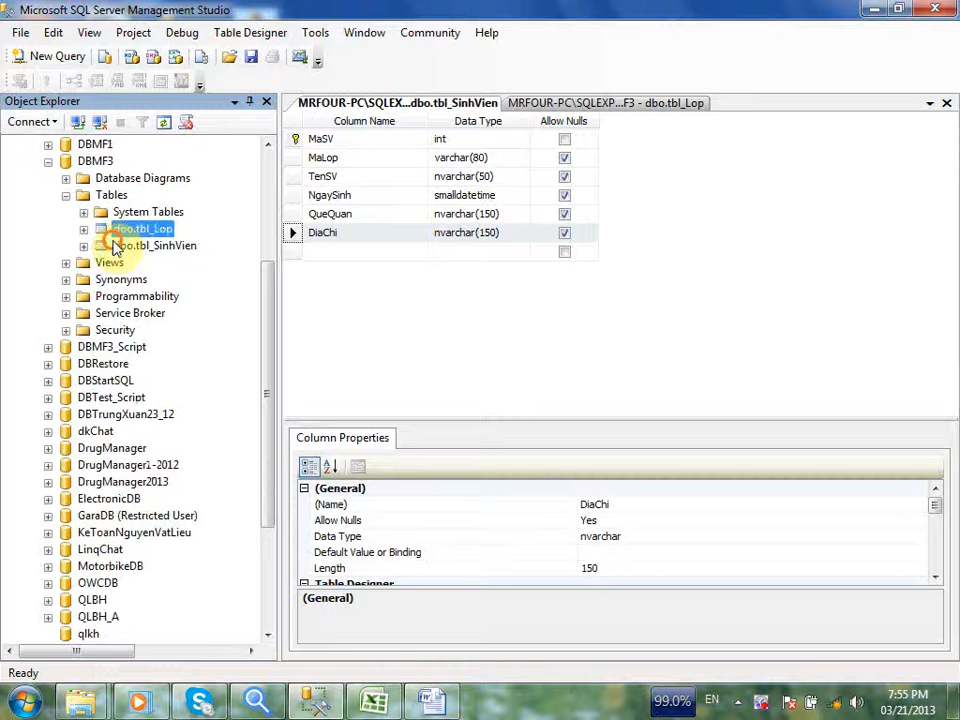 Microsoft SQL Server Management Studio
File Edit View Project Debug Table Designer Tools Window Community Help
New Query
Object Explorer
Connect
DBMF1
DBMF3
Database Diagrams
Tables
System Tables
dbo.tbl_Lop
dbo.tbl_SinhVien
Views
Synonyms
Programmability
Service Broker
Security
DBMF3_Script
DBRestore
DBStartSQL
DBTest_Script
DBTrungXuan23_12
dkChat
DrugManager
DrugManager1-2012
DrugManager2013
ElectronicDB
GaraDB (Restricted User)
KeToanNguyenVatLieu
LinqChat
MotorbikeDB
OWCDB
QLBH
QLBH_A
qlkh
MRFOUR-PC\SQLEX...dbo.tbl_SinhVien MRFOUR-PC\SQLEXP...F3 - dbo.tbl_Lop
Column Name Data Type Allow Nulls
MaSV int
MaLop varchar(80)
TenSV nvarchar(50)
NgaySinh smalldatetime
QueQuan nvarchar(150)
DiaChi nvarchar(150)
Column Properties
(General)
(Name) DiaChi
Allow Nulls Yes
Data Type nvarchar
Default Value or Binding
Length 150
Table Designer
(General)
Ready
99.0% EN 7:55 PM
03/21/2013